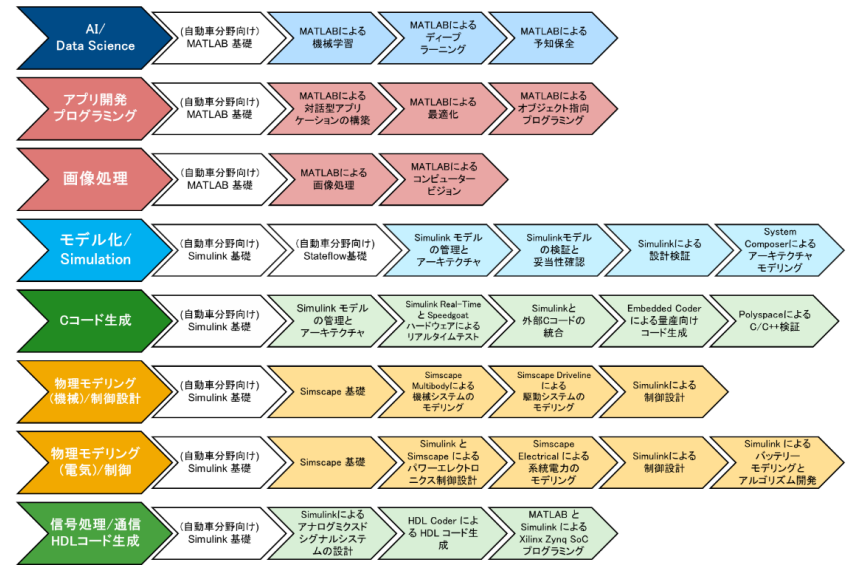 AI/
Data Science
(自動車分野向け)
MATLAB 基礎
MATLABによる
機械学習
MATLABによる
ディープ
ラーニング
MATLABによる
予知保全
アプリ開発
プログラミング
(自動車分野向け)
MATLAB 基礎
MATLABによる
対話型アプリ
ケーションの構築
MATLABによる
最適化
MATLABによる
オブジェクト指向
プログラミング
画像処理
(自動車分野向け)
MATLAB 基礎
MATLABによる
画像処理
MATLABによる
コンピューター
ビジョン
モデル化/
Simulation
(自動車分野向け)
Simulink 基礎
(自動車分野向け)
Stateflow基礎
Simulink モデル
の管理と
アーキテクチャ
Simulinkモデル
の検証と
妥当性確認
Simulinkによる
設計検証
System
Composerによる
アーキテクチャ
モデリング
Cコード生成
(自動車分野向け)
Simulink 基礎
Simulink モデル
の管理と
アーキテクチャ
Simulink Real-Time
と Speedgoat
ハードウェアによる
リアルタイムテスト
Simulinkと
外部Cコードの
統合
Embedded Coder
による量産向け
コード生成
Polyspaceによる
C/C++検証
物理モデリング
(機械)/制御設計
(自動車分野向け)
Simulink 基礎
Simscape 基礎
Simscape
Multibodyによる
機械システムの
モデリング
Simscape Driveline
による
駆動システムの
モデリング
Simulinkによる
制御設計
物理モデリング
(電気)/制御
(自動車分野向け)
Simulink 基礎
Simscape 基礎
Simulink と
Simscape による
パワーエレクトロ
ニクス制御設計
Simscape
Electrical による
系統電力の
モデリング
Simulinkによる
制御設計
Simulink による
バッテリー
モデリングと
アルゴリズム開発
信号処理/通信
HDLコード生成
(自動車分野向け)
Simulink 基礎
Simulinkによる
アナログミクスド
シグナルシステ
ムの設計
HDL Coder によ
る HDL コード生
成
MATLAB と
Simulink による
Xilinx Zynq SoC
プログラミング